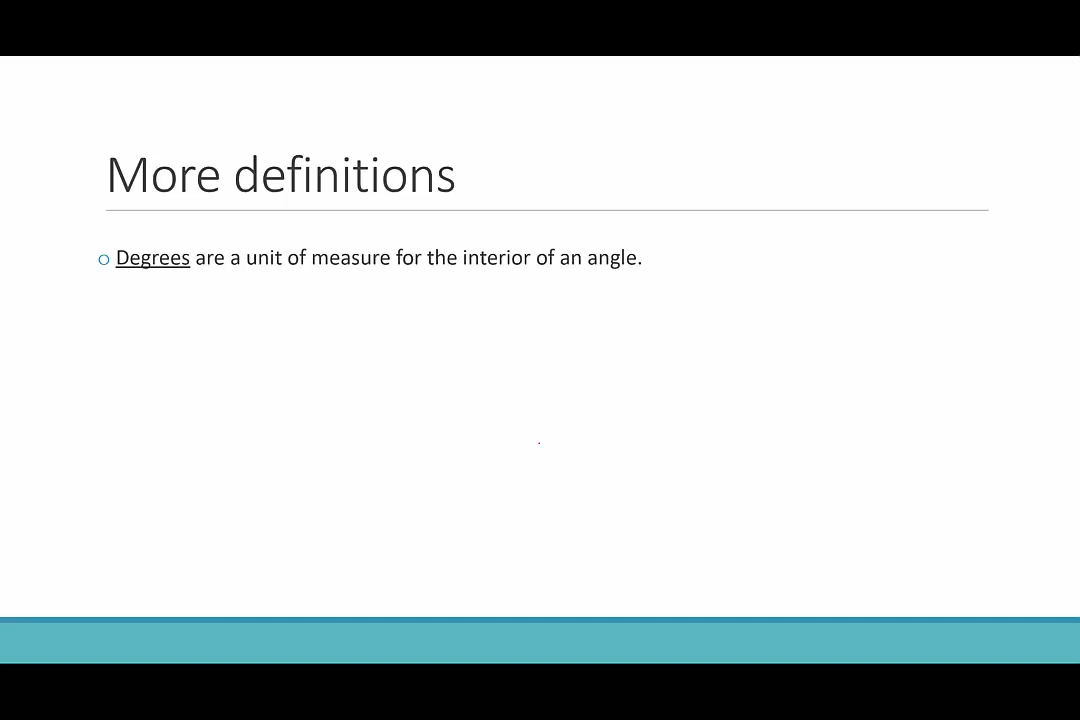 More definitions
o Degrees are a unit of measure for the interior of an angle.